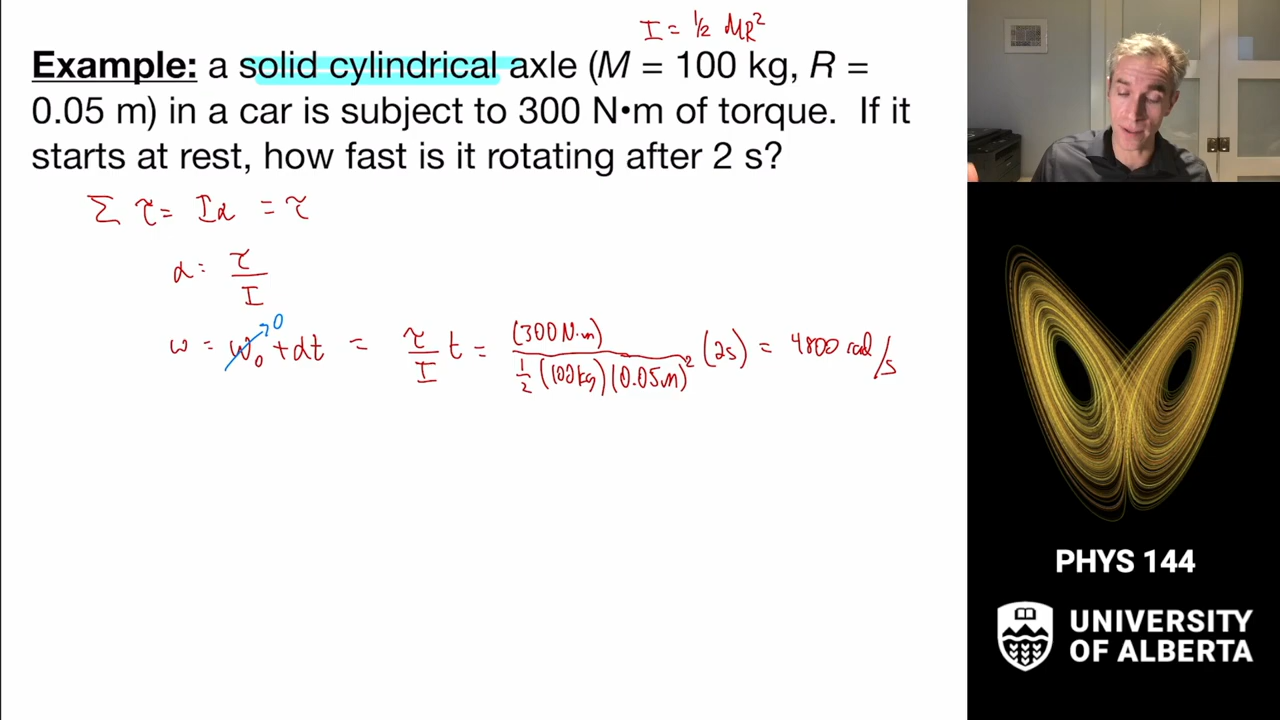 I = ½ MR²
Example: a solid cylindrical axle (M = 100 kg, R =
0.05 m) in a car is subject to 300 N•m of torque. If it
starts at rest, how fast is it rotating after 2 s?
Σ τ = Iα = τ
α = τ/I
ω = ω₀→0 + αt = τ/I t = (300 N·m)/(½ (100 kg)(0.05 m)²) (2s) = 4800 rad/s
PHYS 144
UNIVERSITY
OF ALBERTA